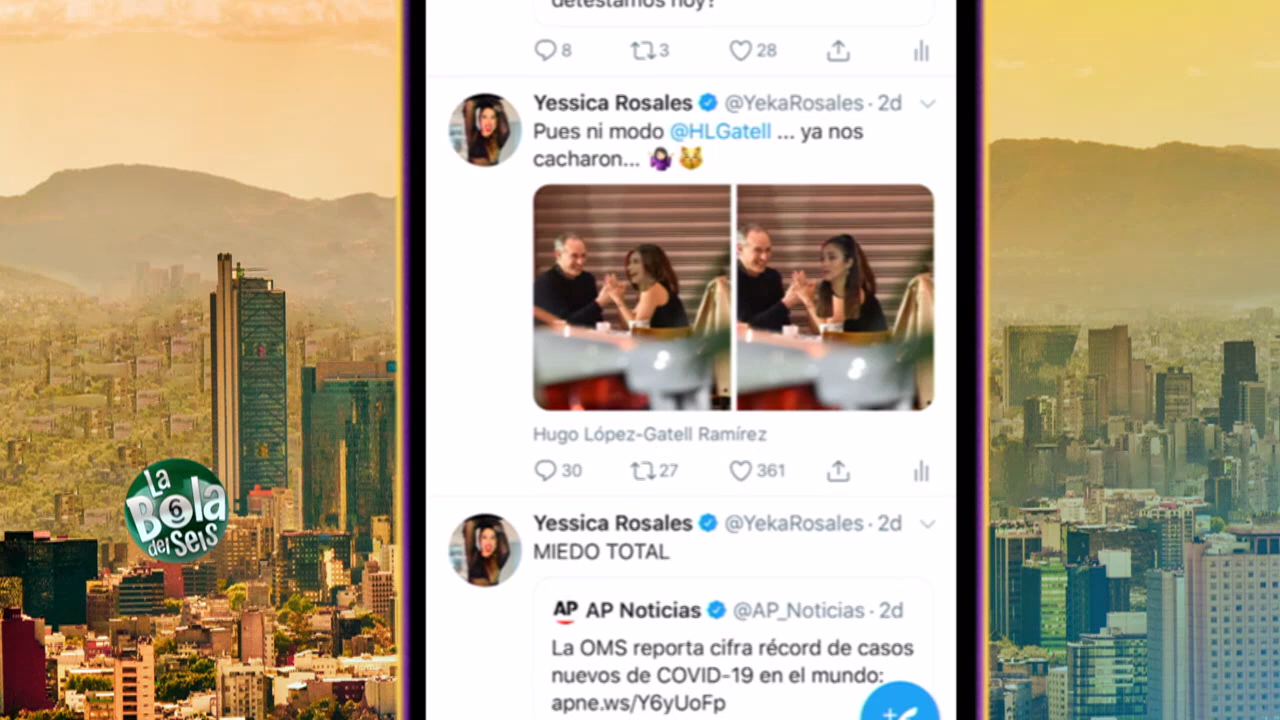 detestamos hoy?
8 3 28
Yessica Rosales @YekaRosales · 2d
Pues ni modo @HLGatell ... ya nos
cacharon...
Hugo López-Gatell Ramírez
30 27 361
Yessica Rosales @YekaRosales · 2d
MIEDO TOTAL
AP AP Noticias @AP_Noticias · 2d
La OMS reporta cifra récord de casos
nuevos de COVID-19 en el mundo:
apne.ws/Y6yUoFp
La
Bola
6
del Seis